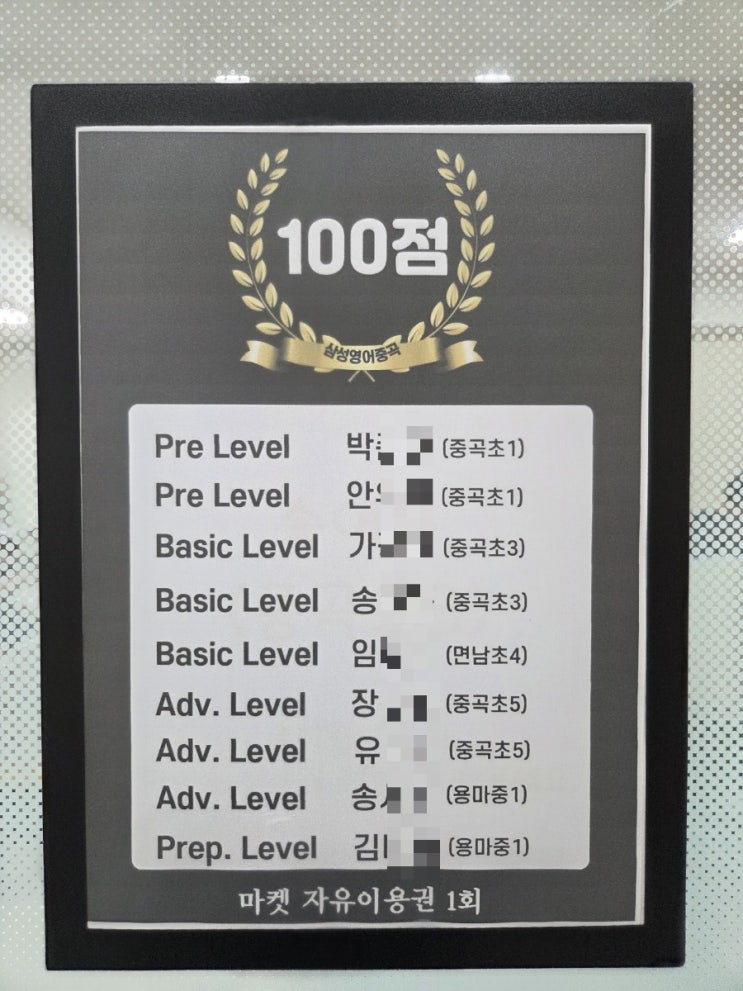 100점
삼성영어중곡
Pre Level 박 (중곡초1)
Pre Level 안 (중곡초1)
Basic Level 가 (중곡초3)
Basic Level 송 (중곡초3)
Basic Level 임 (면남초4)
Adv. Level 장 (중곡초5)
Adv. Level 유 (중곡초5)
Adv. Level 송 (용마중1)
Prep. Level 김 (용마중1)
마켓 자유이용권 1회